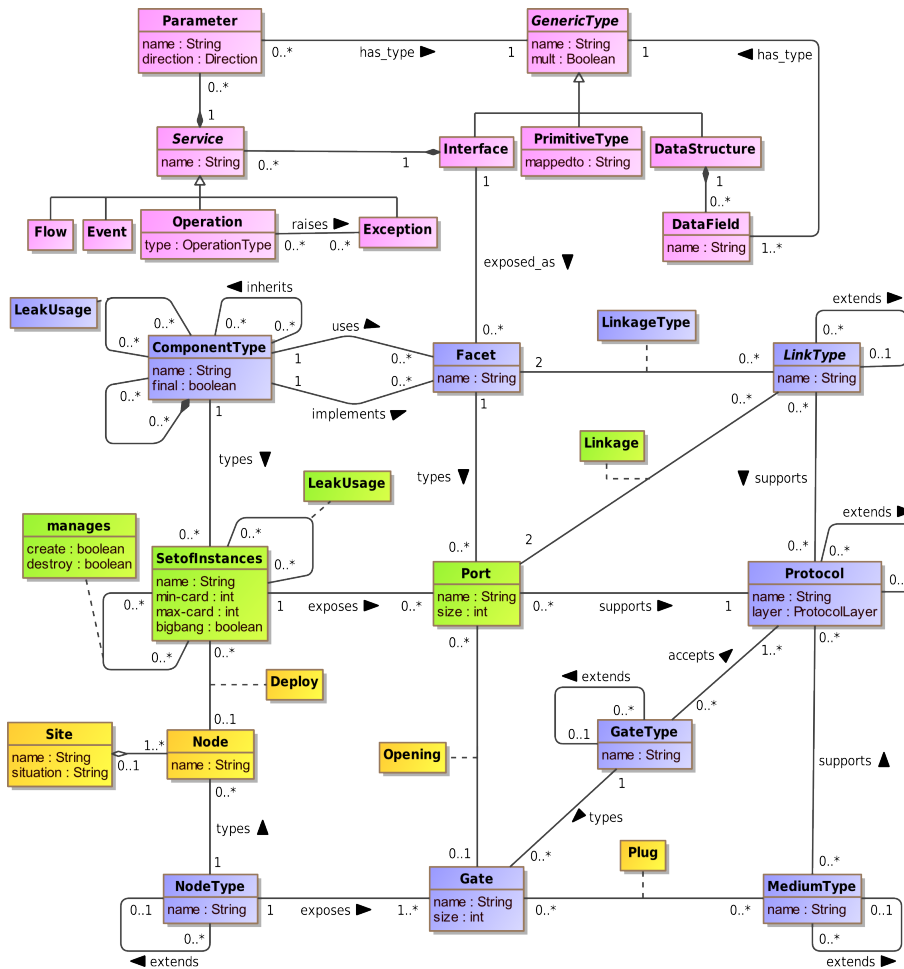 Parameter
name : String
direction : Direction
0..*
has_type
1
GenericType
name : String
mult : Boolean
1
has_type
0..*
1
Service
name : String
0..*
1
Interface
1
PrimitiveType
mappedto : String
DataStructure
1
0..*
DataField
name : String
1..*
Flow
Event
Operation
type : OperationType
raises
0..*
0..*
Exception
exposed_as
0..*
LeakUsage
0..*
0..*
inherits
0..*
0..*
ComponentType
name : String
final : boolean
0..*
0..*
1
uses
1
0..*
1
0..*
implements
Facet
name : String
1
2
LinkageType
0..*
extends
0..*
0..1
LinkType
name : String
0..*
0..*
types
0..*
LeakUsage
0..*
0..*
types
0..*
Linkage
2
supports
0..*
extends
0..*
0..
manages
create : boolean
destroy : boolean
0..*
0..*
SetofInstances
name : String
min-card : int
max-card : int
bigbang : boolean
0..*
1
exposes
0..*
Port
name : String
size : int
0..*
0..*
supports
1
Protocol
name : String
layer : ProtocolLayer
0..*
1..*
accepts
0..*
Deploy
0..1
extends
0..*
0..1
GateType
name : String
1
Site
name : String
situation : String
1..*
0..1
Node
name : String
0..*
Opening
supports
types
types
1
0..1
0..*
Plug
0..*
NodeType
name : String
0..1
0..*
extends
1
exposes
1..*
Gate
name : String
size : int
0..*
0..*
MediumType
name : String
0..1
0..*
extends